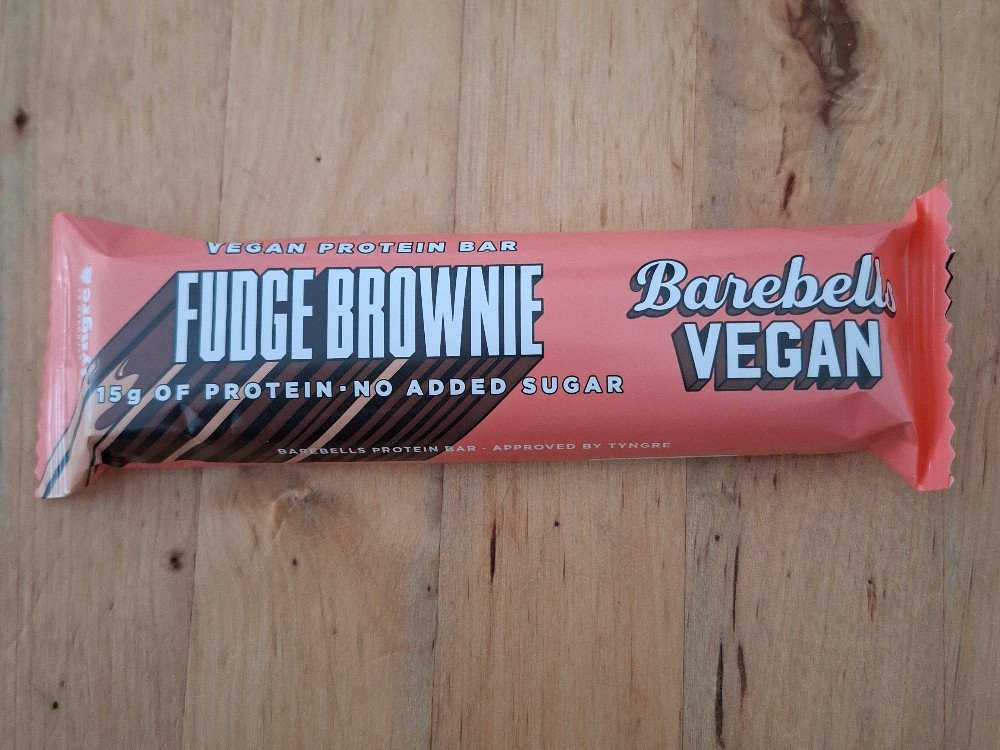 VEGAN PROTEIN BAR
FUDGE BROWNIE
15g OF PROTEIN·NO ADDED SUGAR
BAREBELLS PROTEIN BAR · APPROVED BY TYNGRE
Barebells
VEGAN
tyngre